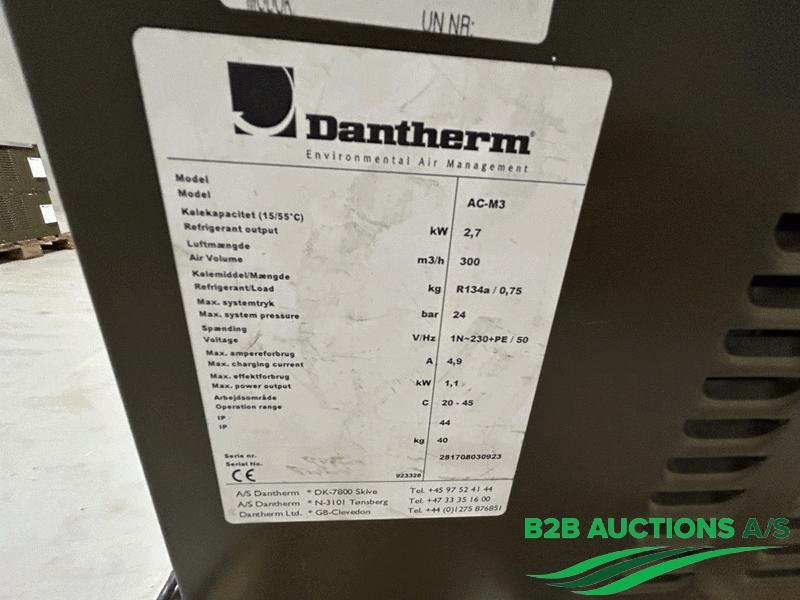 UN NR:
Dantherm
Environmental Air Management
Model
Model AC-M3
Kølekapacitet (15/55°C)
Refrigerant output kW 2,7
Luftmængde
Air Volume m3/h 300
Kølemiddel/Mængde
Refrigerant/Load kg R134a / 0,75
Max. systemtryk
Max. system pressure bar 24
Spænding
Voltage V/Hz 1N~230+PE / 50
Max. ampereforbrug
Max. charging current A 4,9
Max. effektforbrug
Max. power output kW 1,1
Arbejdsområde
Operation range C 20 - 45
IP
IP 44
kg 40
Serie nr.
Serial No. 281708030923
CE 923328
A/S Dantherm * DK-7800 Skive Tel. +45 97 52 41 44
A/S Dantherm * N-3101 Tønsberg Tel. +47 33 35 16 00
Dantherm Ltd. * GB-Clevedon Tel. +44 (0)1275 876851
B2B AUCTIONS A/S